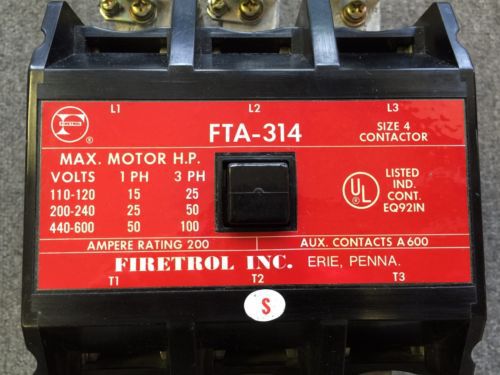 L1 L2 L3
FIRETROL
FTA-314
SIZE 4
CONTACTOR
MAX. MOTOR H.P.
VOLTS 1 PH 3 PH
110-120 15 25
200-240 25 50
440-600 50 100
UL
LISTED
IND.
CONT.
EQ92IN
AMPERE RATING 200
AUX. CONTACTS A600
FIRETROL INC. ERIE, PENNA.
T1 T2 T3
S